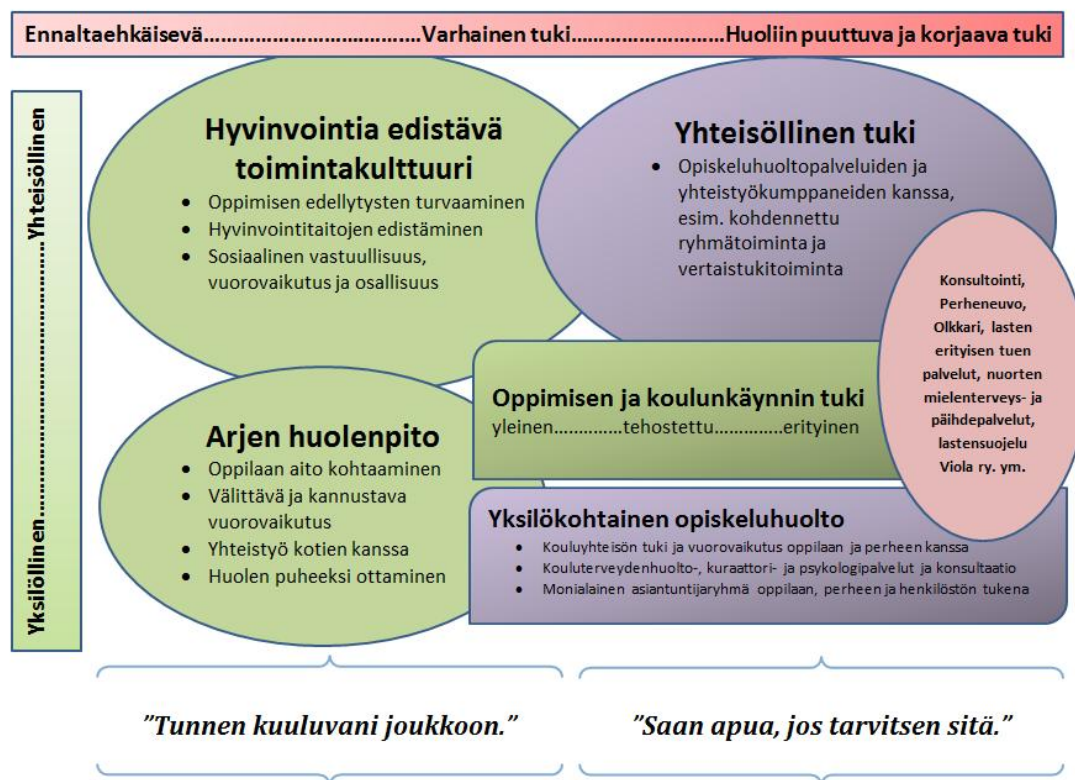 Ennaltaehkäisevä……………………………….Varhainen tuki………………………Huoliin puuttuva ja korjaava tuki
Yksilöllinen……………………………Yhteisöllinen
Hyvinvointia edistävä
toimintakulttuuri
• Oppimisen edellytysten turvaaminen
• Hyvinvointitaitojen edistäminen
• Sosiaalinen vastuullisuus,
vuorovaikutus ja osallisuus
Yhteisöllinen tuki
• Opiskeluhuoltopalveluiden ja
yhteistyökumppaneiden kanssa,
esim. kohdennettu
ryhmätoiminta ja
vertaistukitoiminta
Konsultointi,
Perheneuvo,
Olkkari, lasten
erityisen tuen
palvelut, nuorten
mielenterveys- ja
päihdepalvelut,
lastensuojelu
Viola ry. ym.
Oppimisen ja koulunkäynnin tuki
yleinen…………tehostettu…………..erityinen
Arjen huolenpito
• Oppilaan aito kohtaaminen
• Välittävä ja kannustava
vuorovaikutus
• Yhteistyö kotien kanssa
• Huolen puheeksi ottaminen
Yksilökohtainen opiskeluhuolto
• Kouluyhteisön tuki ja vuorovaikutus oppilaan ja perheen kanssa
• Kouluterveydenhuolto-, kuraattori- ja psykologipalvelut ja konsultaatio
• Monialainen asiantuntijaryhmä oppilaan, perheen ja henkilöstön tukena
”Tunnen kuuluvani joukkoon.”
”Saan apua, jos tarvitsen sitä.”